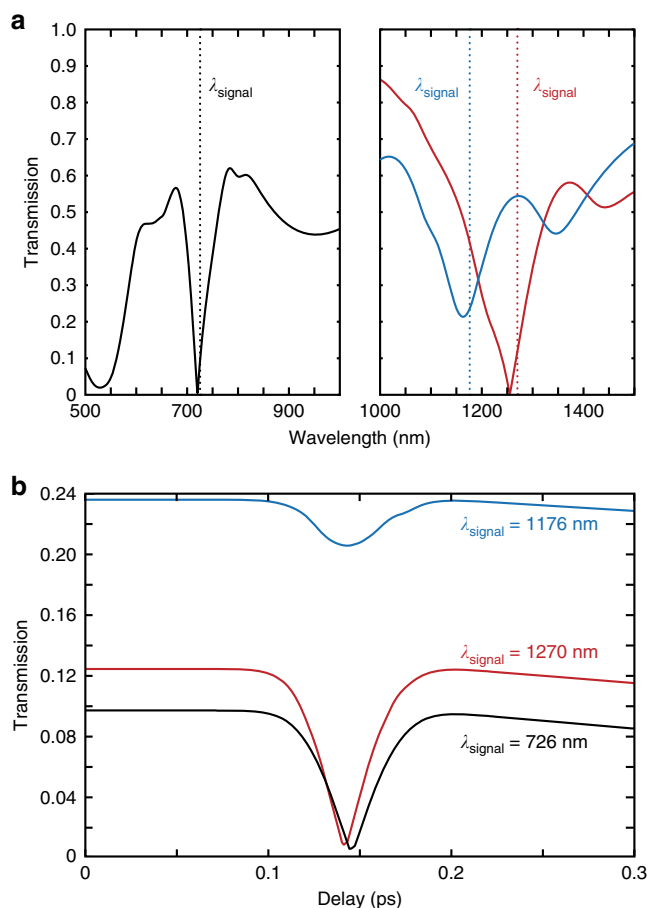 a
1.0
0.9
0.8
0.7
0.6
0.5
0.4
0.3
0.2
0.1
0
Transmission
λsignal
λsignal
λsignal
500
700
900
1000
1200
1400
Wavelength (nm)
b
0.24
0.20
0.16
0.12
0.08
0.04
0
Transmission
λsignal = 1176 nm
λsignal = 1270 nm
λsignal = 726 nm
0
0.1
0.2
0.3
Delay (ps)